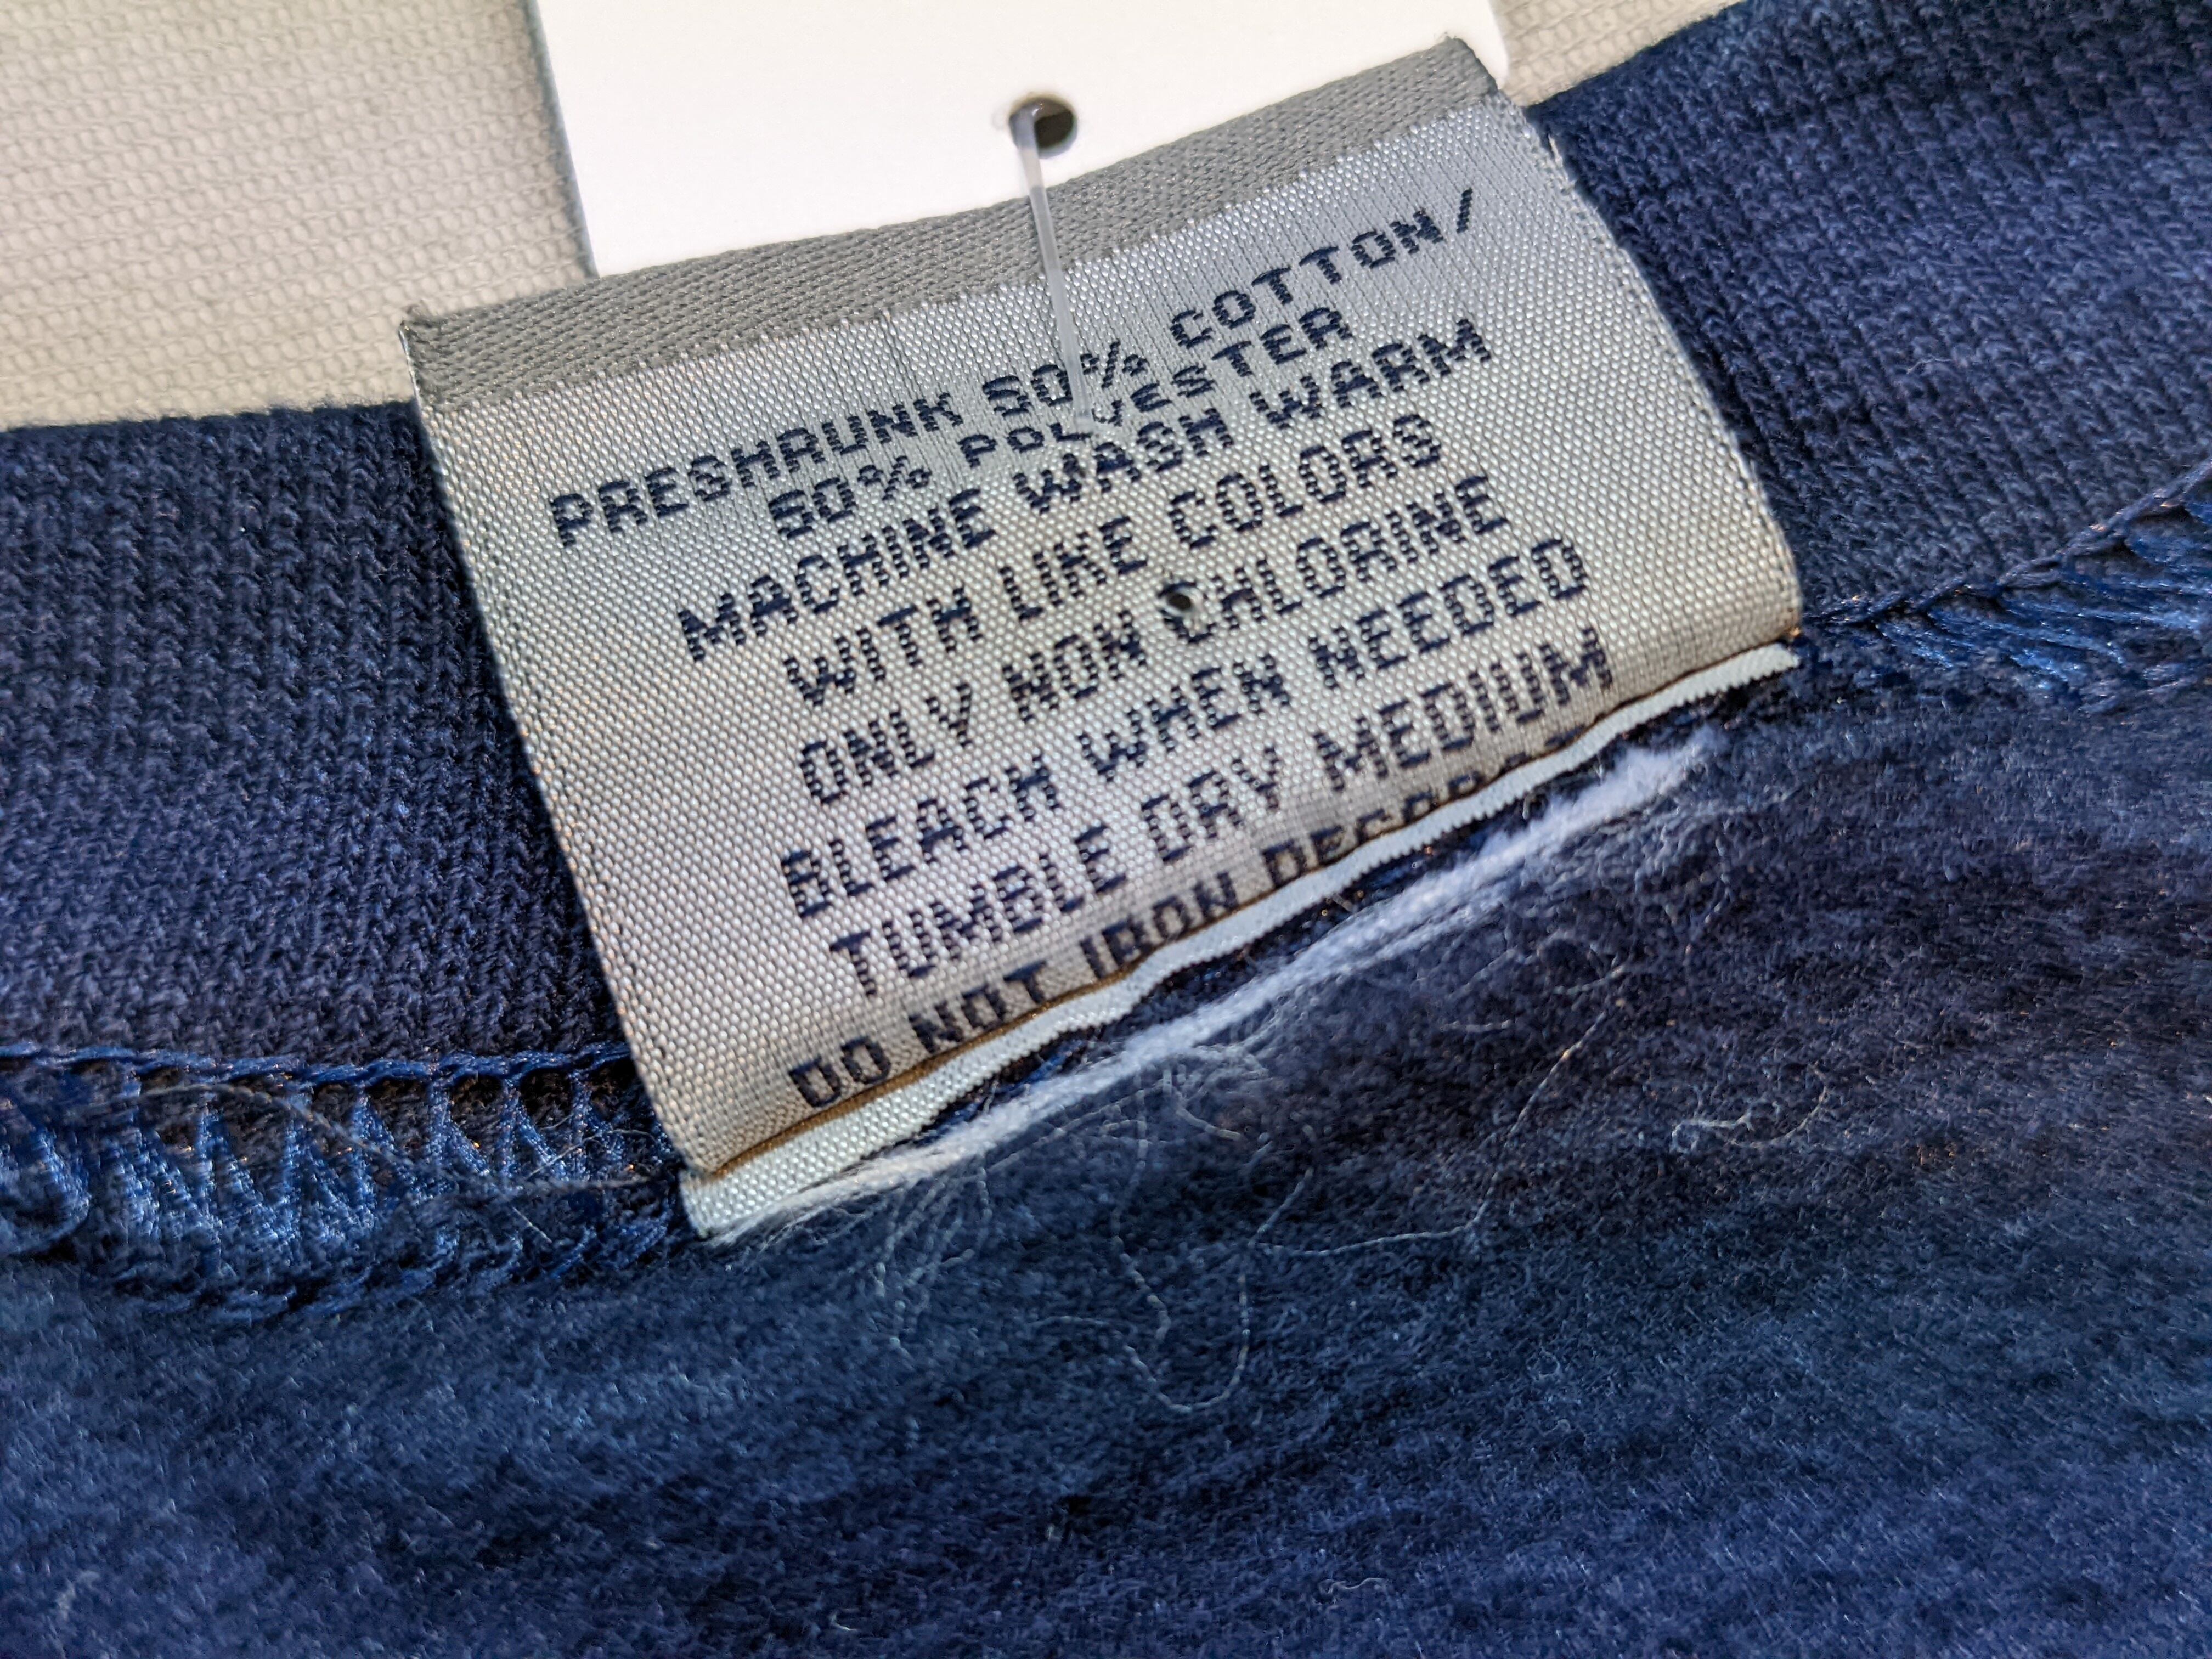 PRESHRUNK 50% COTTON/
50% POLYESTER
MACHINE WASH WARM
WITH LIKE COLORS
ONLY NON CHLORINE
BLEACH WHEN NEEDED
TUMBLE DRY MEDIUM
DO NOT IRON